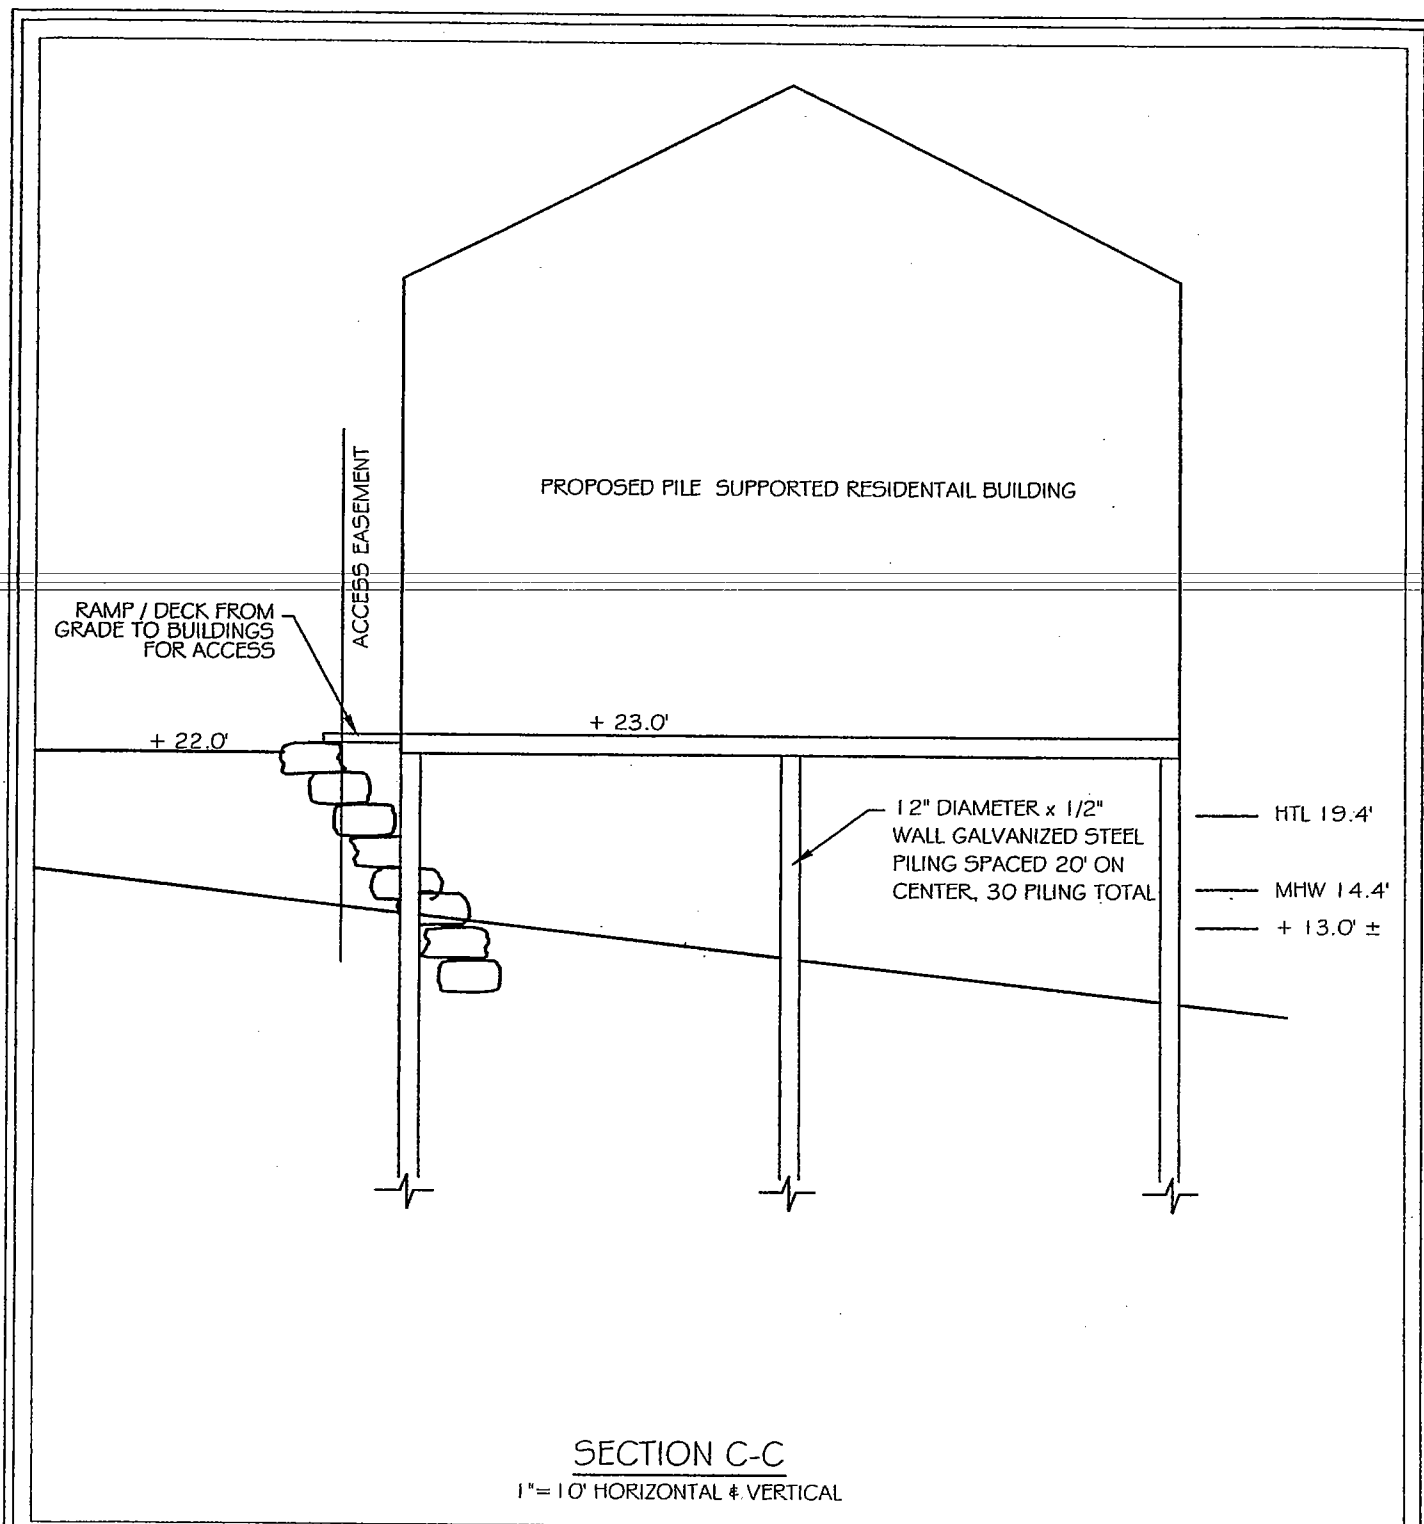 PROPOSED PILE SUPPORTED RESIDENTAIL BUILDING
ACCESS EASEMENT
RAMP / DECK FROM
GRADE TO BUILDINGS
FOR ACCESS
+ 22.0'
+ 23.0'
12" DIAMETER x 1/2"
WALL GALVANIZED STEEL
PILING SPACED 20' ON
CENTER, 30 PILING TOTAL
HTL 19.4'
MHW 14.4'
+ 13.0' ±
SECTION C-C
1"= 10' HORIZONTAL & VERTICAL